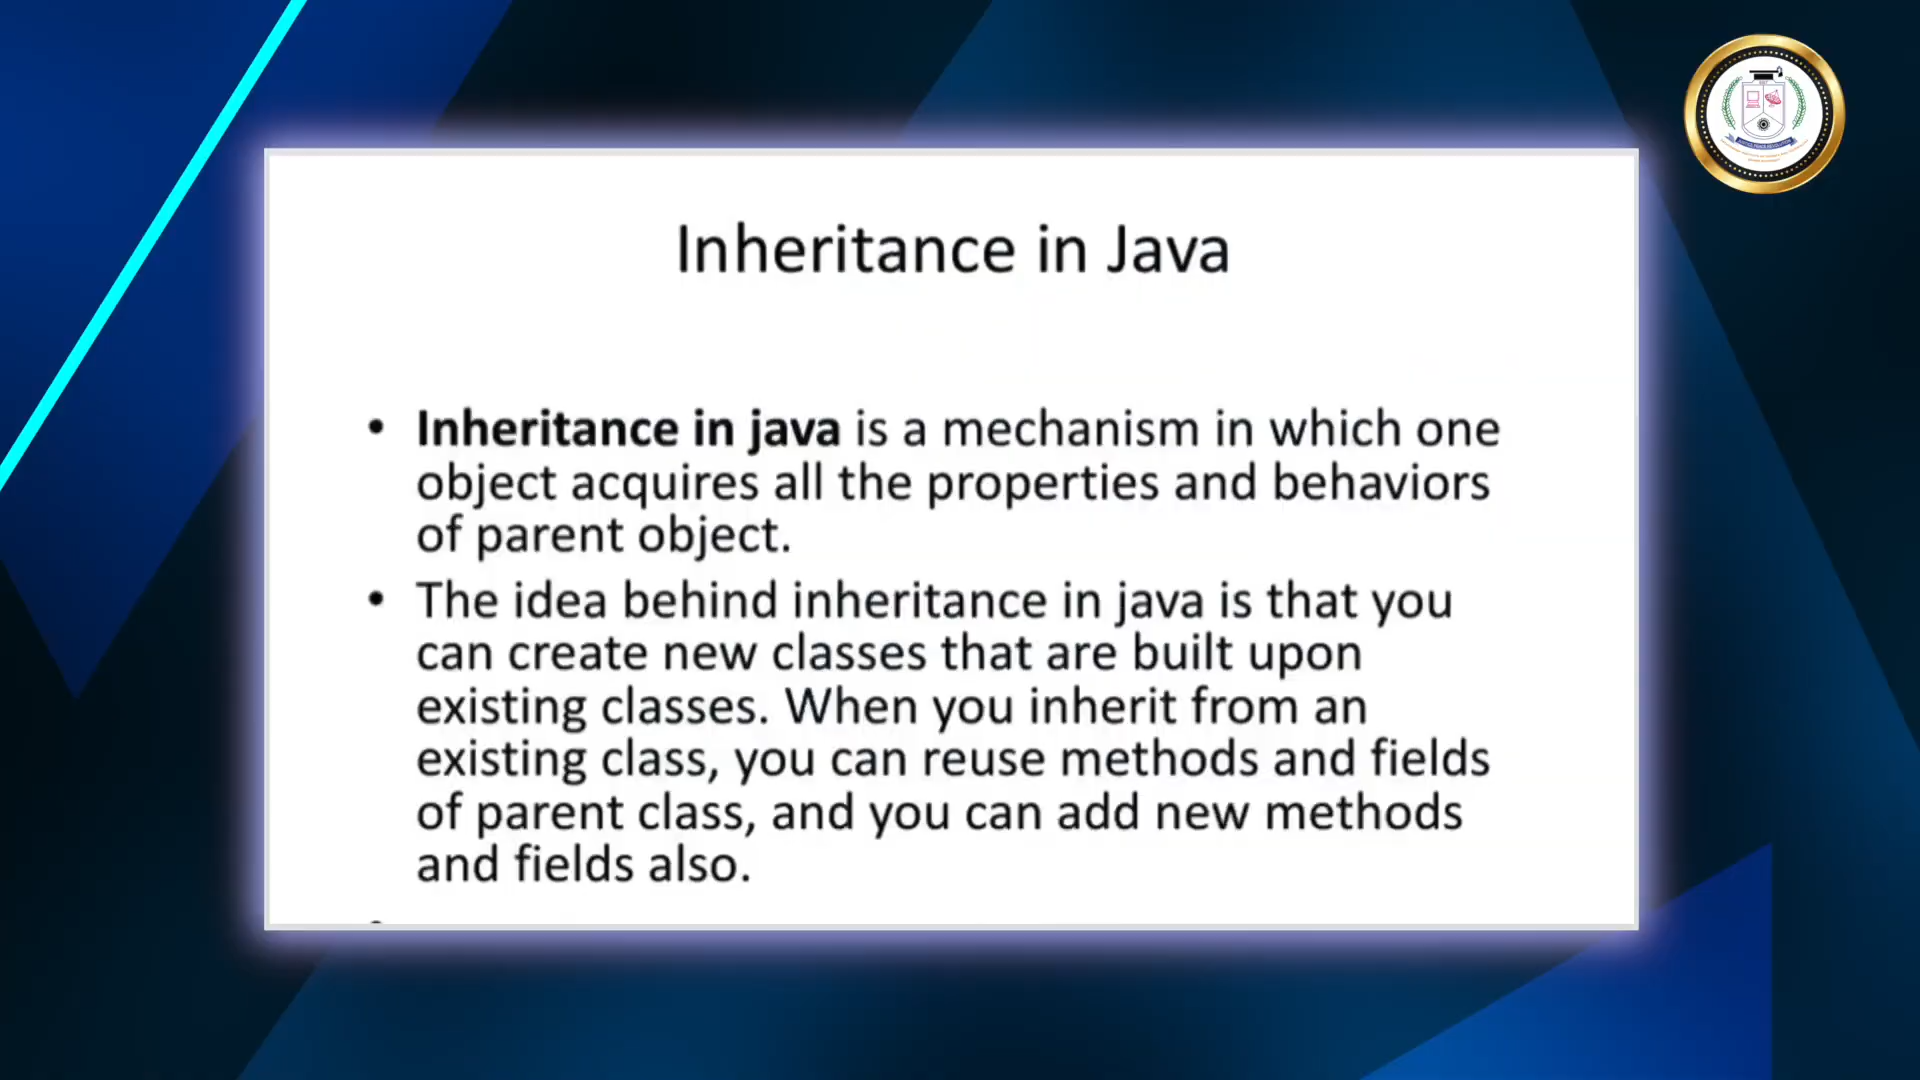 Inheritance in Java
• Inheritance in java is a mechanism in which one
object acquires all the properties and behaviors
of parent object.
• The idea behind inheritance in java is that you
can create new classes that are built upon
existing classes. When you inherit from an
existing class, you can reuse methods and fields
of parent class, and you can add new methods
and fields also.